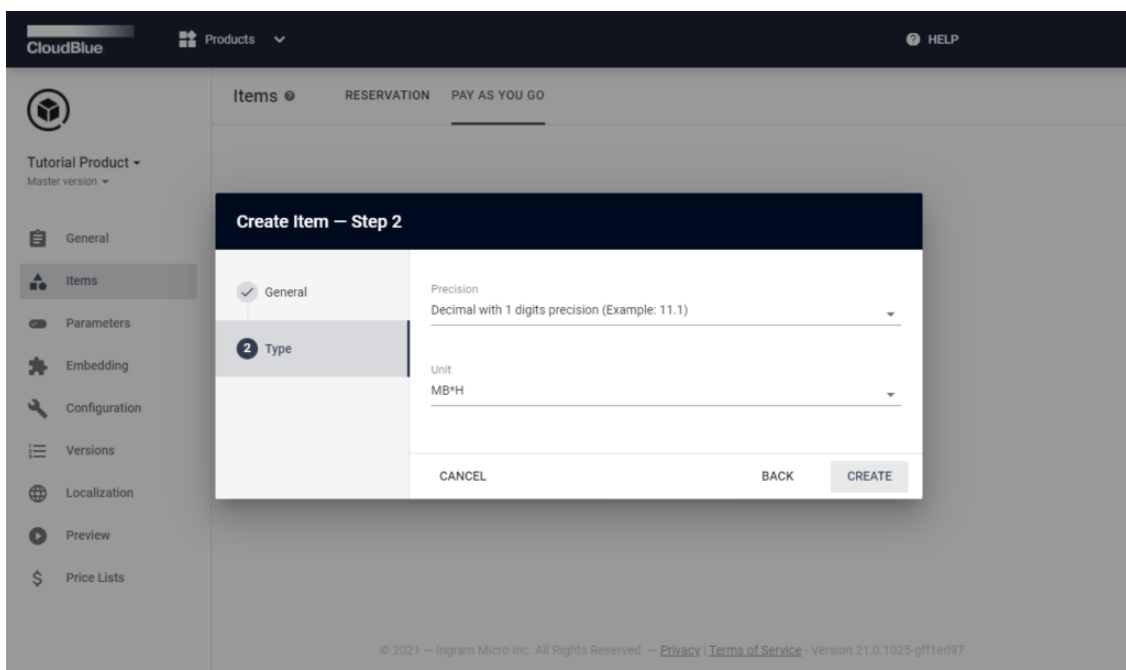 CloudBlue
Products
HELP
Items
RESERVATION
PAY AS YOU GO
Tutorial Product
Master version
General
Items
Parameters
Embedding
Configuration
Versions
Localization
Preview
$ Price Lists
Create Item — Step 2
General
2 Type
Precision
Decimal with 1 digits precision (Example: 11.1)
Unit
MB*H
CANCEL
BACK
CREATE
© 2021 — Ingram Micro Inc. All Rights Reserved. — Privacy | Terms of Service - Version 21.0.1025-gff1ed97